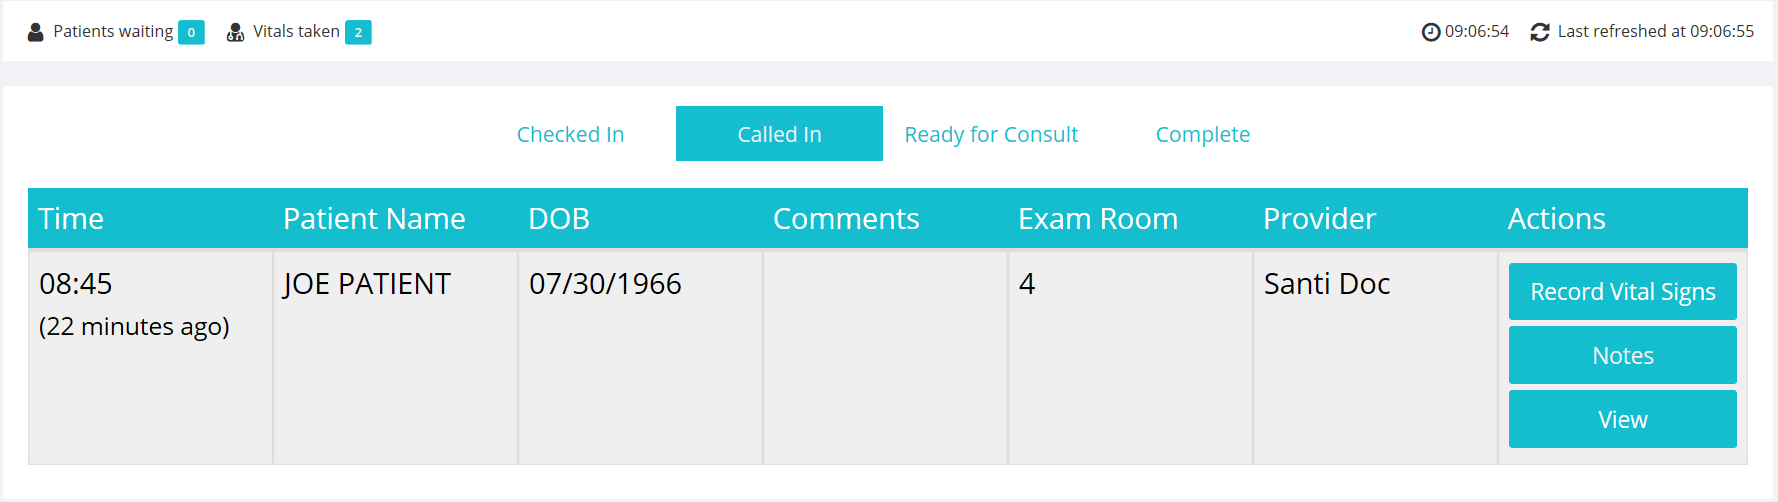 Patients waiting 0 Vitals taken 2 09:06:54 Last refreshed at 09:06:55
Checked In Called In Ready for Consult Complete
Time Patient Name DOB Comments Exam Room Provider Actions
08:45 JOE PATIENT 07/30/1966 4 Santi Doc Record Vital Signs
(22 minutes ago)
Notes
View